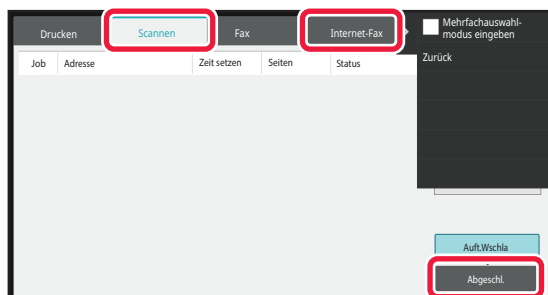 Drucken Scannen Fax Internet-Fax
Mehrfachauswahl-
modus eingeben
Job Adresse Zeit setzen Seiten Status
Zurück
Auft.Wschla
Abgeschl.